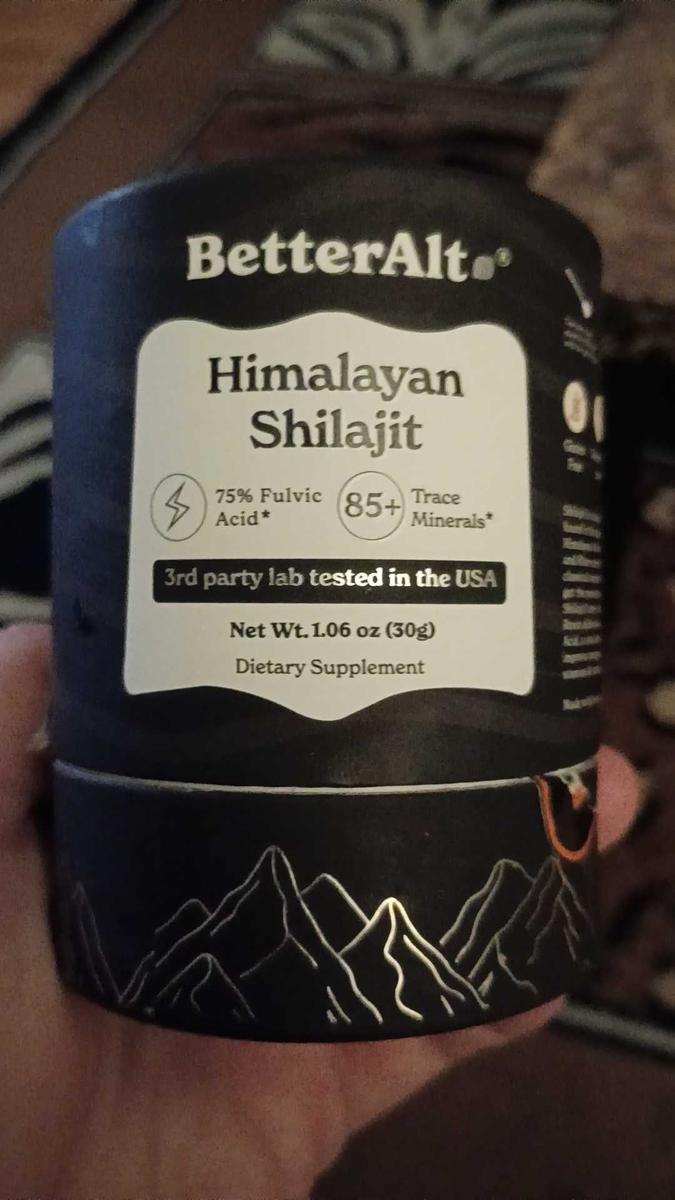 BetterAlt.®
Himalayan
Shilajit
75% Fulvic
Acid*
85+
Trace
Minerals*
3rd party lab tested in the USA
Net Wt. 1.06 oz (30g)
Dietary Supplement